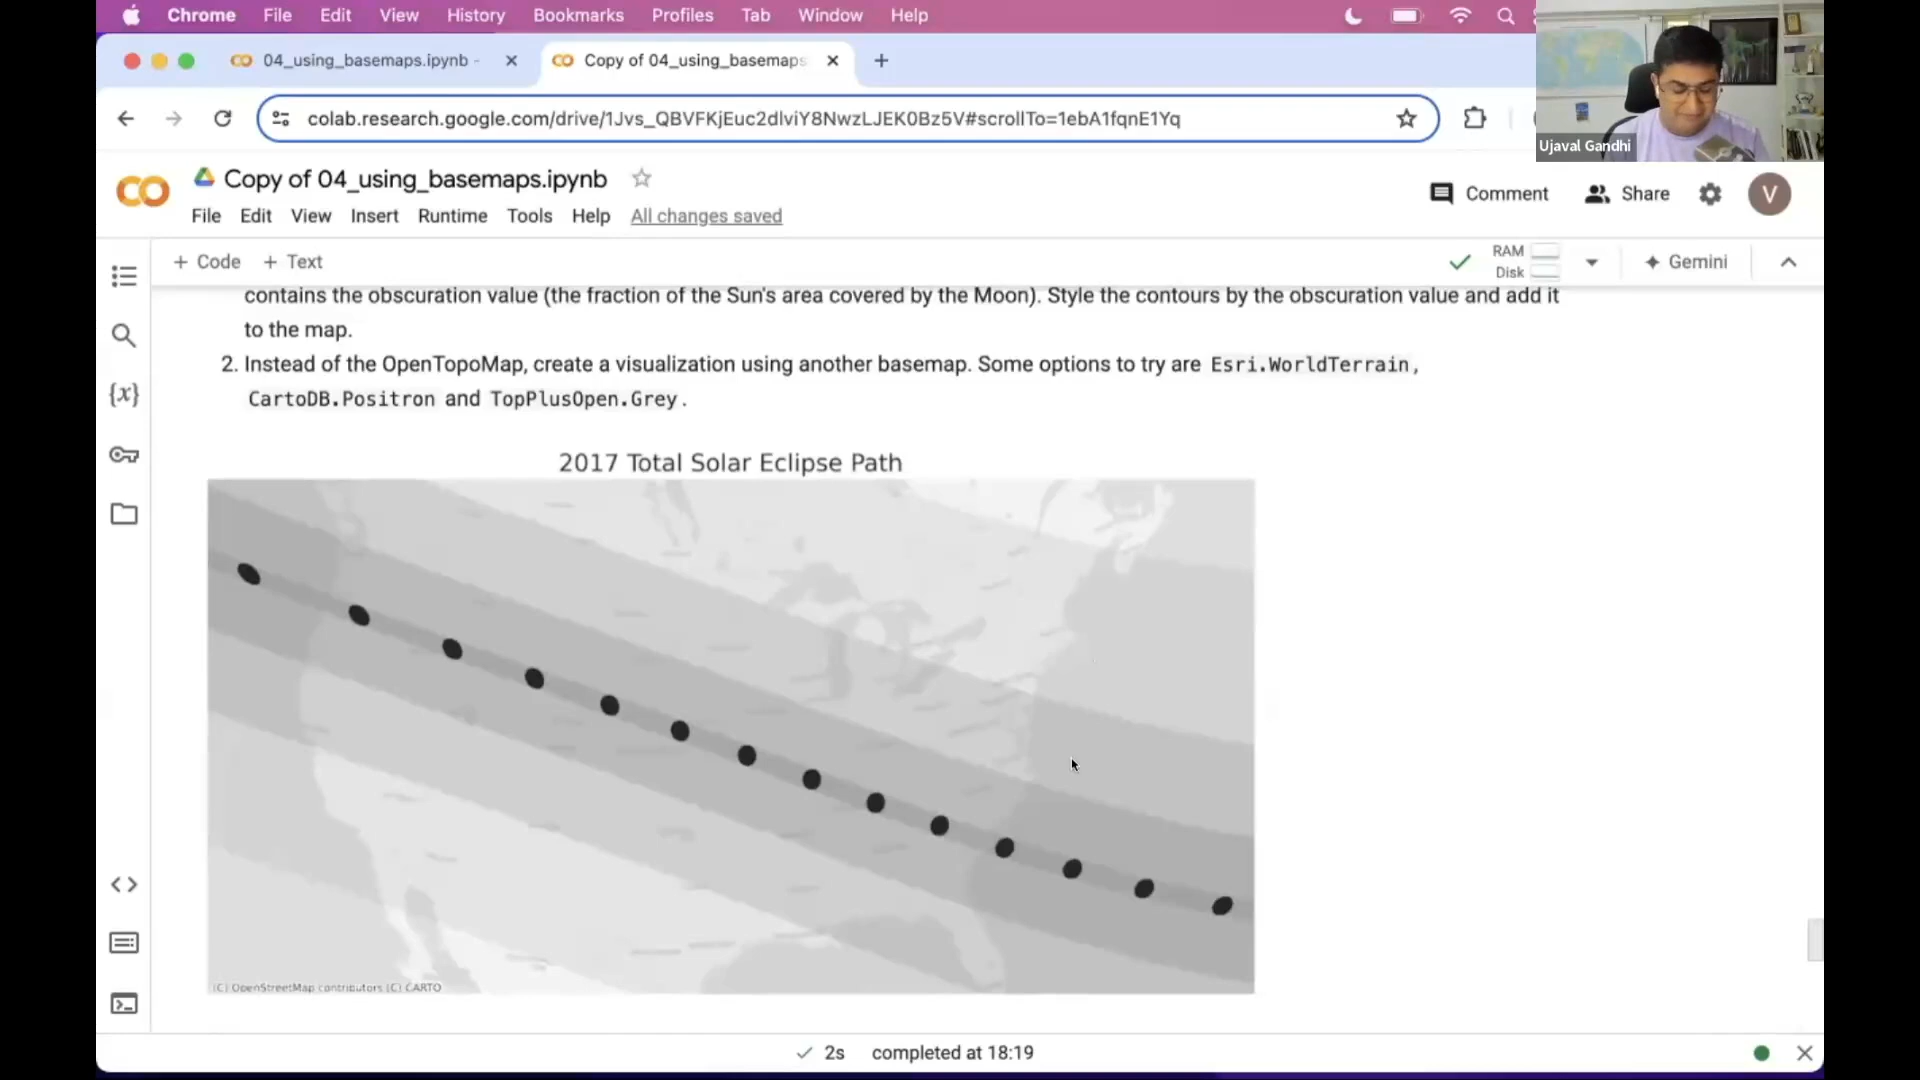 Chrome File Edit View History Bookmarks Profiles Tab Window Help
04_using_basemaps.ipynb -
Copy of 04_using_basemaps
colab.research.google.com/drive/1Jvs_QBVFKjEuc2dlviY8NwzLJEK0Bz5V#scrollTo=1ebA1fqnE1Yq
Ujaval Gandhi
CO
Copy of 04_using_basemaps.ipynb
File Edit View Insert Runtime Tools Help All changes saved
Comment Share V
+ Code + Text
RAM
Disk
Gemini
contains the obscuration value (the fraction of the Sun's area covered by the Moon). Style the contours by the obscuration value and add it
to the map.
2. Instead of the OpenTopoMap, create a visualization using another basemap. Some options to try are Esri.WorldTerrain,
CartoDB.Positron and TopPlusOpen.Grey.
2017 Total Solar Eclipse Path
(C) OpenStreetMap contributors (C) CARTO
2s completed at 18:19